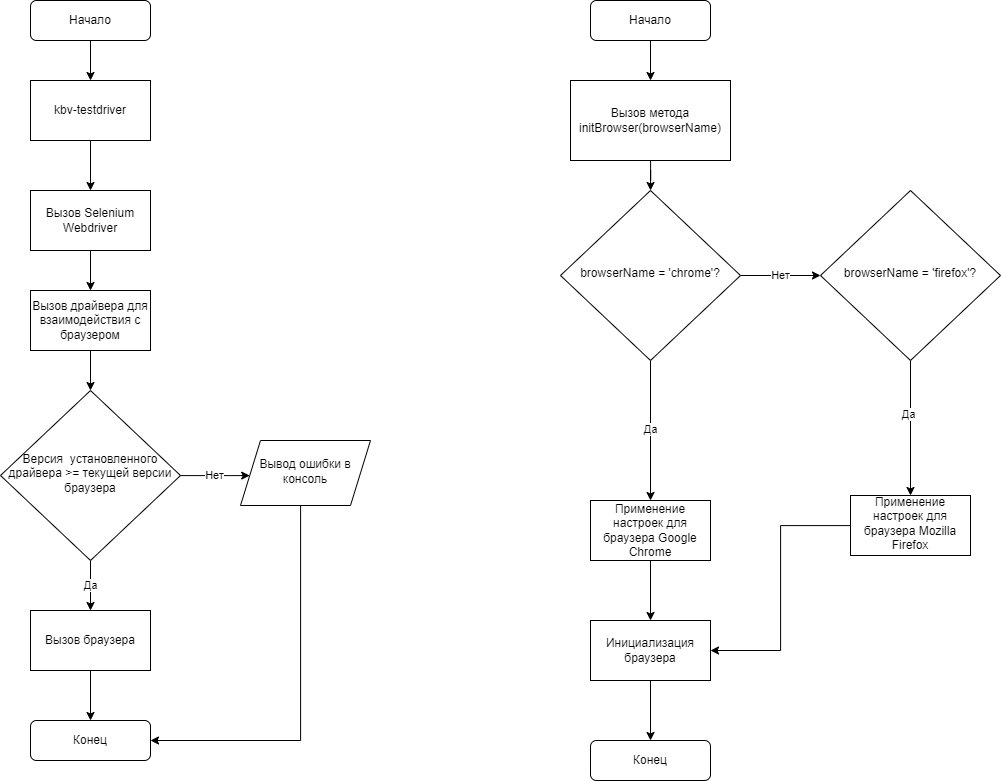 Начало
kbv-testdriver
Вызов Selenium
Webdriver
Вызов драйвера для
взаимодействия с
браузером
Версия  установленного
драйвера >= текущей версии
браузера
Нет
Вывод ошибки в
консоль
Да
Вызов браузера
Конец
Начало
Вызов метода
initBrowser(browserName)
browserName = 'chrome'?
Нет
browserName = 'firefox'?
Да
Да
Применение
настроек для
браузера Google
Chrome
Применение
настроек для
браузера Mozilla
Firefox
Инициализация
браузера
Конец